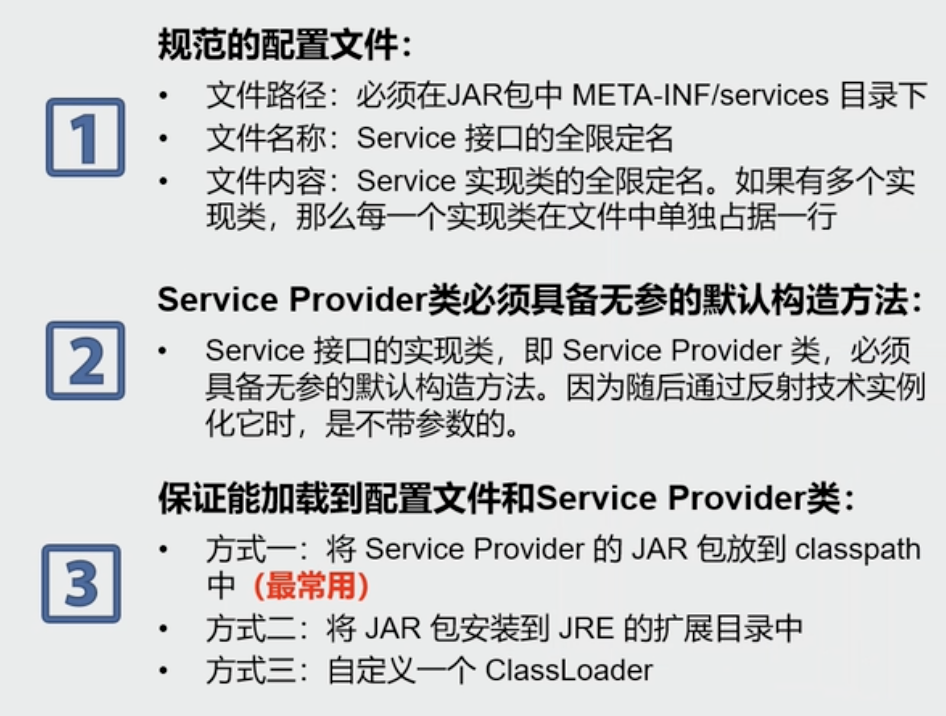 规范的配置文件：
1
• 文件路径：必须在JAR包中 META-INF/services 目录下
• 文件名称：Service 接口的全限定名
• 文件内容：Service 实现类的全限定名。如果有多个实
现类，那么每一个实现类在文件中单独占据一行
Service Provider类必须具备无参的默认构造方法：
2
• Service 接口的实现类，即 Service Provider 类，必须
具备无参的默认构造方法。因为随后通过反射技术实例
化它时，是不带参数的。
保证能加载到配置文件和Service Provider类：
3
• 方式一：将 Service Provider 的 JAR 包放到 classpath
中（最常用）
• 方式二：将 JAR 包安装到 JRE 的扩展目录中
• 方式三：自定义一个 ClassLoader